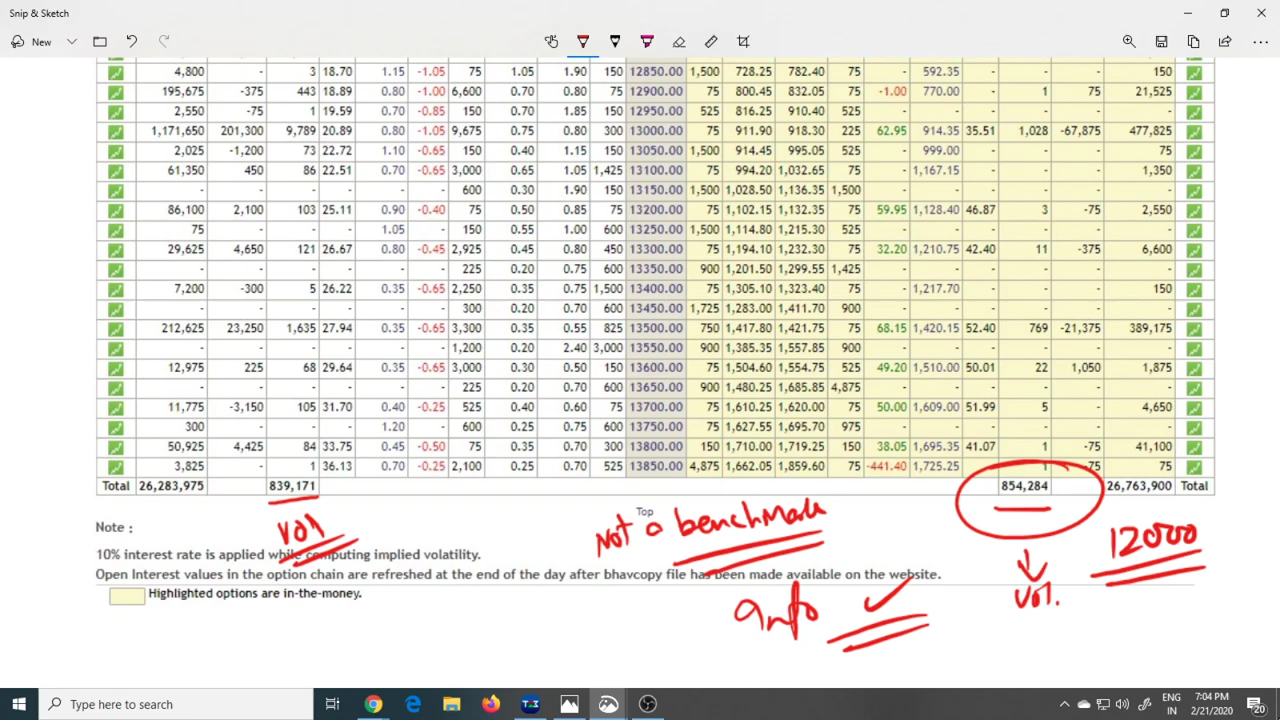 Snip & Sketch
New
4,800 - 3 18.70 1.15 -1.05 75 1.05 1.90 150 12850.00 1,500 728.25 782.40 75 - 592.35 - - - 150
195,675 -375 443 18.89 0.80 -1.00 6,600 0.70 0.80 75 12900.00 75 800.45 832.05 75 -1.00 770.00 - 1 75 21,525
2,550 -75 1 19.59 0.70 -0.85 150 0.70 1.85 150 12950.00 525 816.25 910.40 525 - - - - - -
1,171,650 201,300 9,789 20.89 0.80 -1.05 9,675 0.75 0.80 300 13000.00 75 911.90 918.30 225 62.95 914.35 35.51 1,028 -67,875 477,825
2,025 -1,200 73 22.72 1.10 -0.65 150 0.40 1.15 150 13050.00 1,500 914.45 995.05 525 - 999.00 - - - 75
61,350 450 86 22.51 0.70 -0.65 3,000 0.65 1.05 1,425 13100.00 75 994.20 1,032.65 75 - 1,167.15 - - - 1,350
- - - - - - 600 0.30 1.90 150 13150.00 1,500 1,028.50 1,136.35 1,500 - - - - - -
86,100 2,100 103 25.11 0.90 -0.40 75 0.50 0.85 75 13200.00 75 1,102.15 1,132.35 75 59.95 1,128.40 46.87 3 -75 2,550
75 - - - 1.05 - 150 0.55 1.00 600 13250.00 1,500 1,114.80 1,215.30 525 - - - - - -
29,625 4,650 121 26.67 0.80 -0.45 2,925 0.45 0.80 450 13300.00 75 1,194.10 1,232.30 75 32.20 1,210.75 42.40 11 -375 6,600
- - - - - - 225 0.20 0.75 600 13350.00 900 1,201.50 1,299.55 1,425 - - - - - -
7,200 -300 5 26.22 0.35 -0.65 2,250 0.35 0.75 1,500 13400.00 75 1,305.10 1,323.40 75 - 1,217.70 - - - 150
- - - - - - 300 0.20 0.70 600 13450.00 1,725 1,283.00 1,411.70 900 - - - - - -
212,625 23,250 1,635 27.94 0.35 -0.65 3,300 0.35 0.55 825 13500.00 750 1,417.80 1,421.75 75 68.15 1,420.15 52.40 769 -21,375 389,175
- - - - - - 1,200 0.20 2.40 3,000 13550.00 900 1,385.35 1,557.85 900 - - - - - -
12,975 225 68 29.64 0.35 -0.65 3,000 0.30 0.50 150 13600.00 75 1,504.60 1,554.75 525 49.20 1,510.00 50.01 22 1,050 1,875
- - - - - - 225 0.20 0.70 600 13650.00 900 1,480.25 1,685.85 4,875 - - - - - -
11,775 -3,150 105 31.70 0.40 -0.25 525 0.40 0.60 75 13700.00 75 1,610.25 1,620.00 75 50.00 1,609.00 51.99 5 - 4,650
300 - - - 1.20 - 600 0.25 0.75 600 13750.00 75 1,627.55 1,695.70 975 - - - - - -
50,925 4,425 84 33.75 0.45 -0.50 75 0.35 0.70 300 13800.00 150 1,710.00 1,719.25 150 38.05 1,695.35 41.07 1 -75 41,100
3,825 - 1 36.13 0.70 -0.25 2,100 0.25 0.70 525 13850.00 4,875 1,662.05 1,859.60 75 -441.40 1,725.25 1 -75 75
Total 26,283,975 839,171 854,284 26,763,900 Total
Top
Not a benchmark
Note :
12000
10% interest rate is applied while computing implied volatility.
Open Interest values in the option chain are refreshed at the end of the day after bhavcopy file has been made available on the website.
Highlighted options are in-the-money.
info
Vol.
Type here to search
ENG
IN
7:04 PM
2/21/2020
20